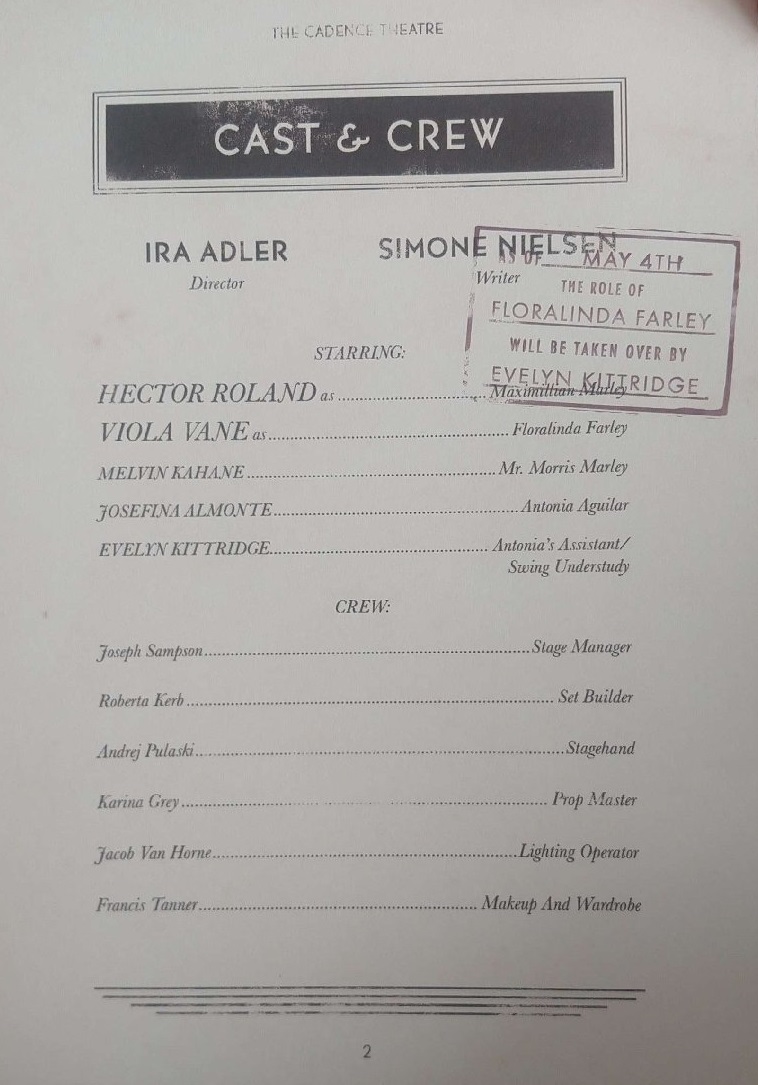 THE CADENCE THEATRE
CAST & CREW
IRA ADLER
Director
SIMONE NIELSEN
Writer
AS OF MAY 4TH
THE ROLE OF
FLORALINDA FARLEY
WILL BE TAKEN OVER BY
EVELYN KITTRIDGE
STARRING:
HECTOR ROLAND as ........ Maximillian Marley
VIOLA VANE as ........ Floralinda Farley
MELVIN KAHANE ........ Mr. Morris Marley
JOSEFINA ALMONTE ........ Antonia Aguilar
EVELYN KITTRIDGE ........ Antonia's Assistant/
Swing Understudy
CREW:
Joseph Sampson ........ Stage Manager
Roberta Kerb ........ Set Builder
Andrej Pulaski ........ Stagehand
Karina Grey ........ Prop Master
Jacob Van Horne ........ Lighting Operator
Francis Tanner ........ Makeup And Wardrobe
2